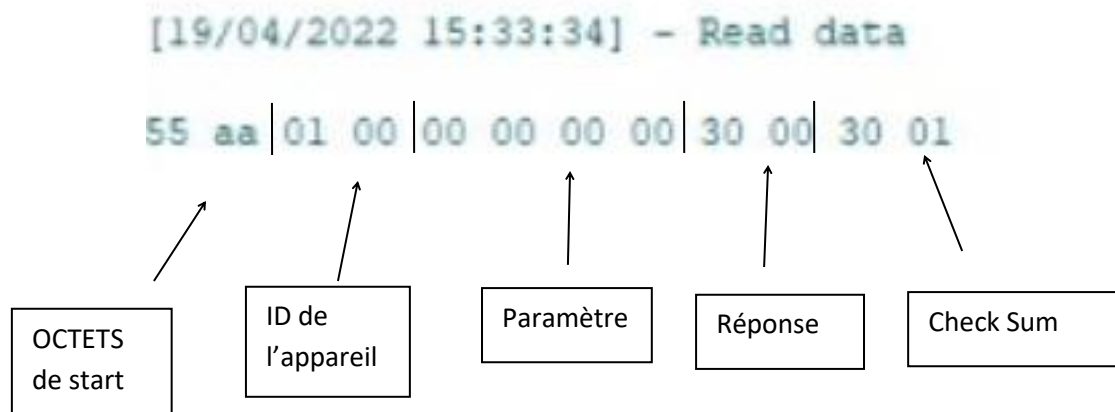 [19/04/2022 15:33:34] - Read data
55 aa 01 00 00 00 00 00 30 00 30 01
OCTETS
de start
ID de
l'appareil
Paramètre
Réponse
Check Sum